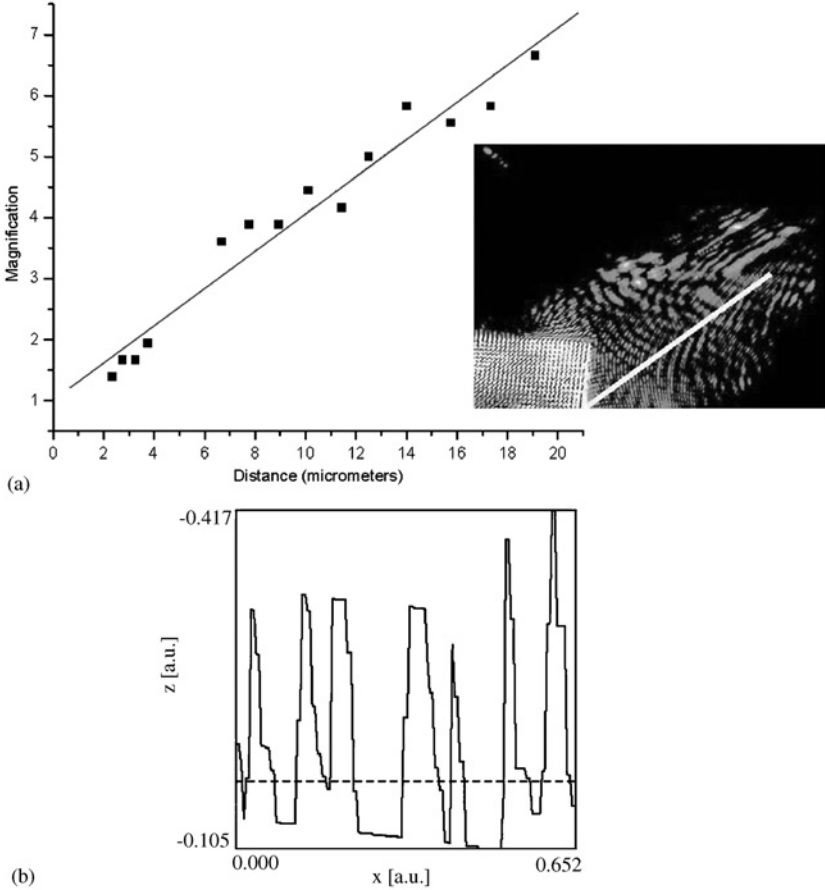 7
6
5
4
3
2
1
Magnification
0 2 4 6 8 10 12 14 16 18 20
Distance (micrometers)
(a)
-0.417
z [a.u.]
-0.105
0.000 0.652
x [a.u.]
(b)